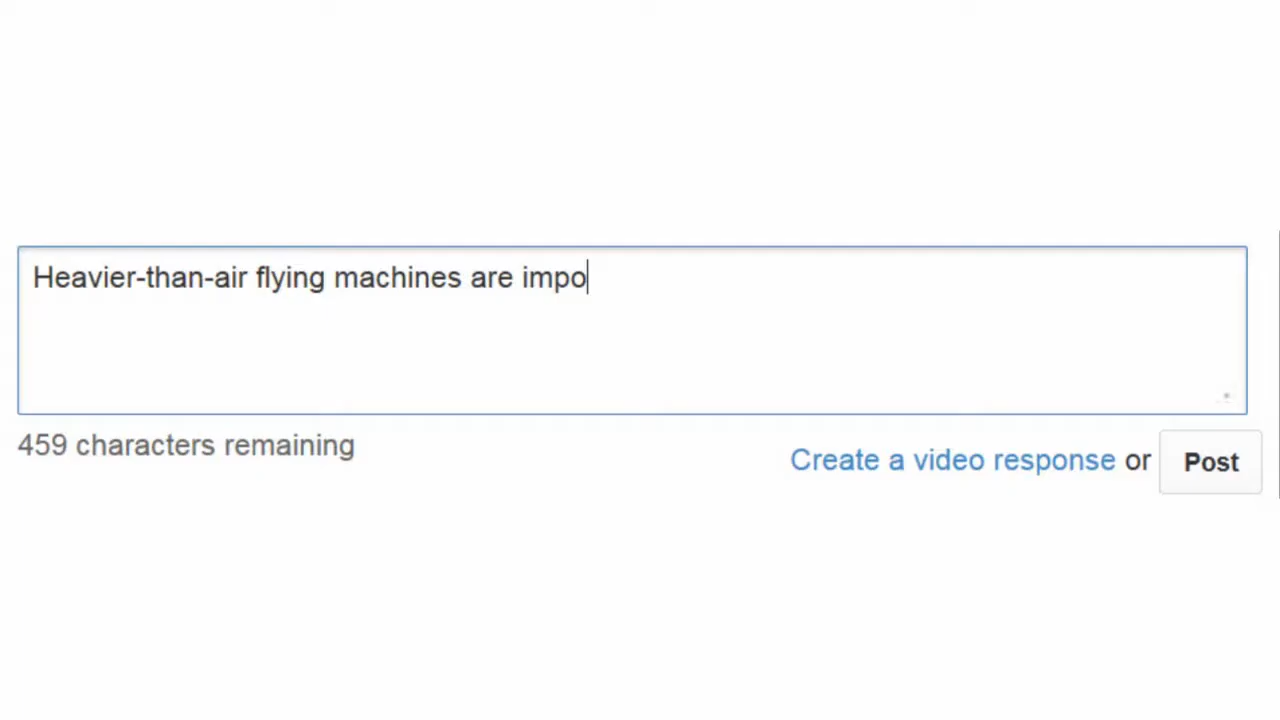 Heavier-than-air flying machines are impo
459 characters remaining
Create a video response or Post